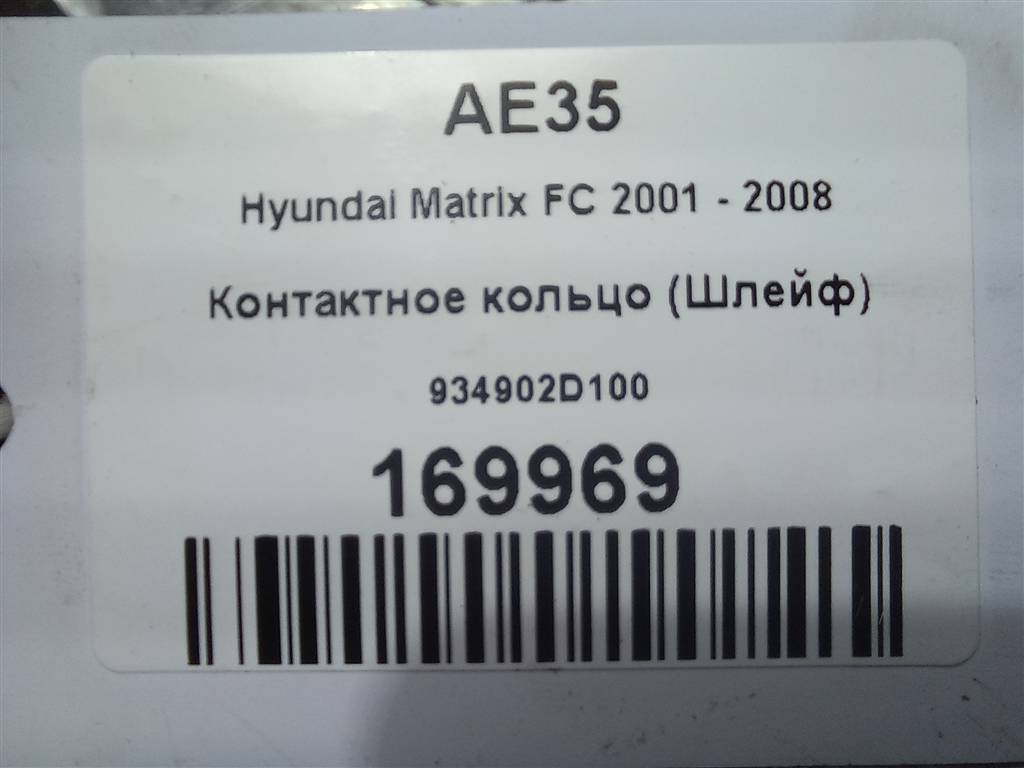 AE35
Hyundai Matrix FC 2001 - 2008
Контактное кольцо (Шлейф)
934902D100
169969